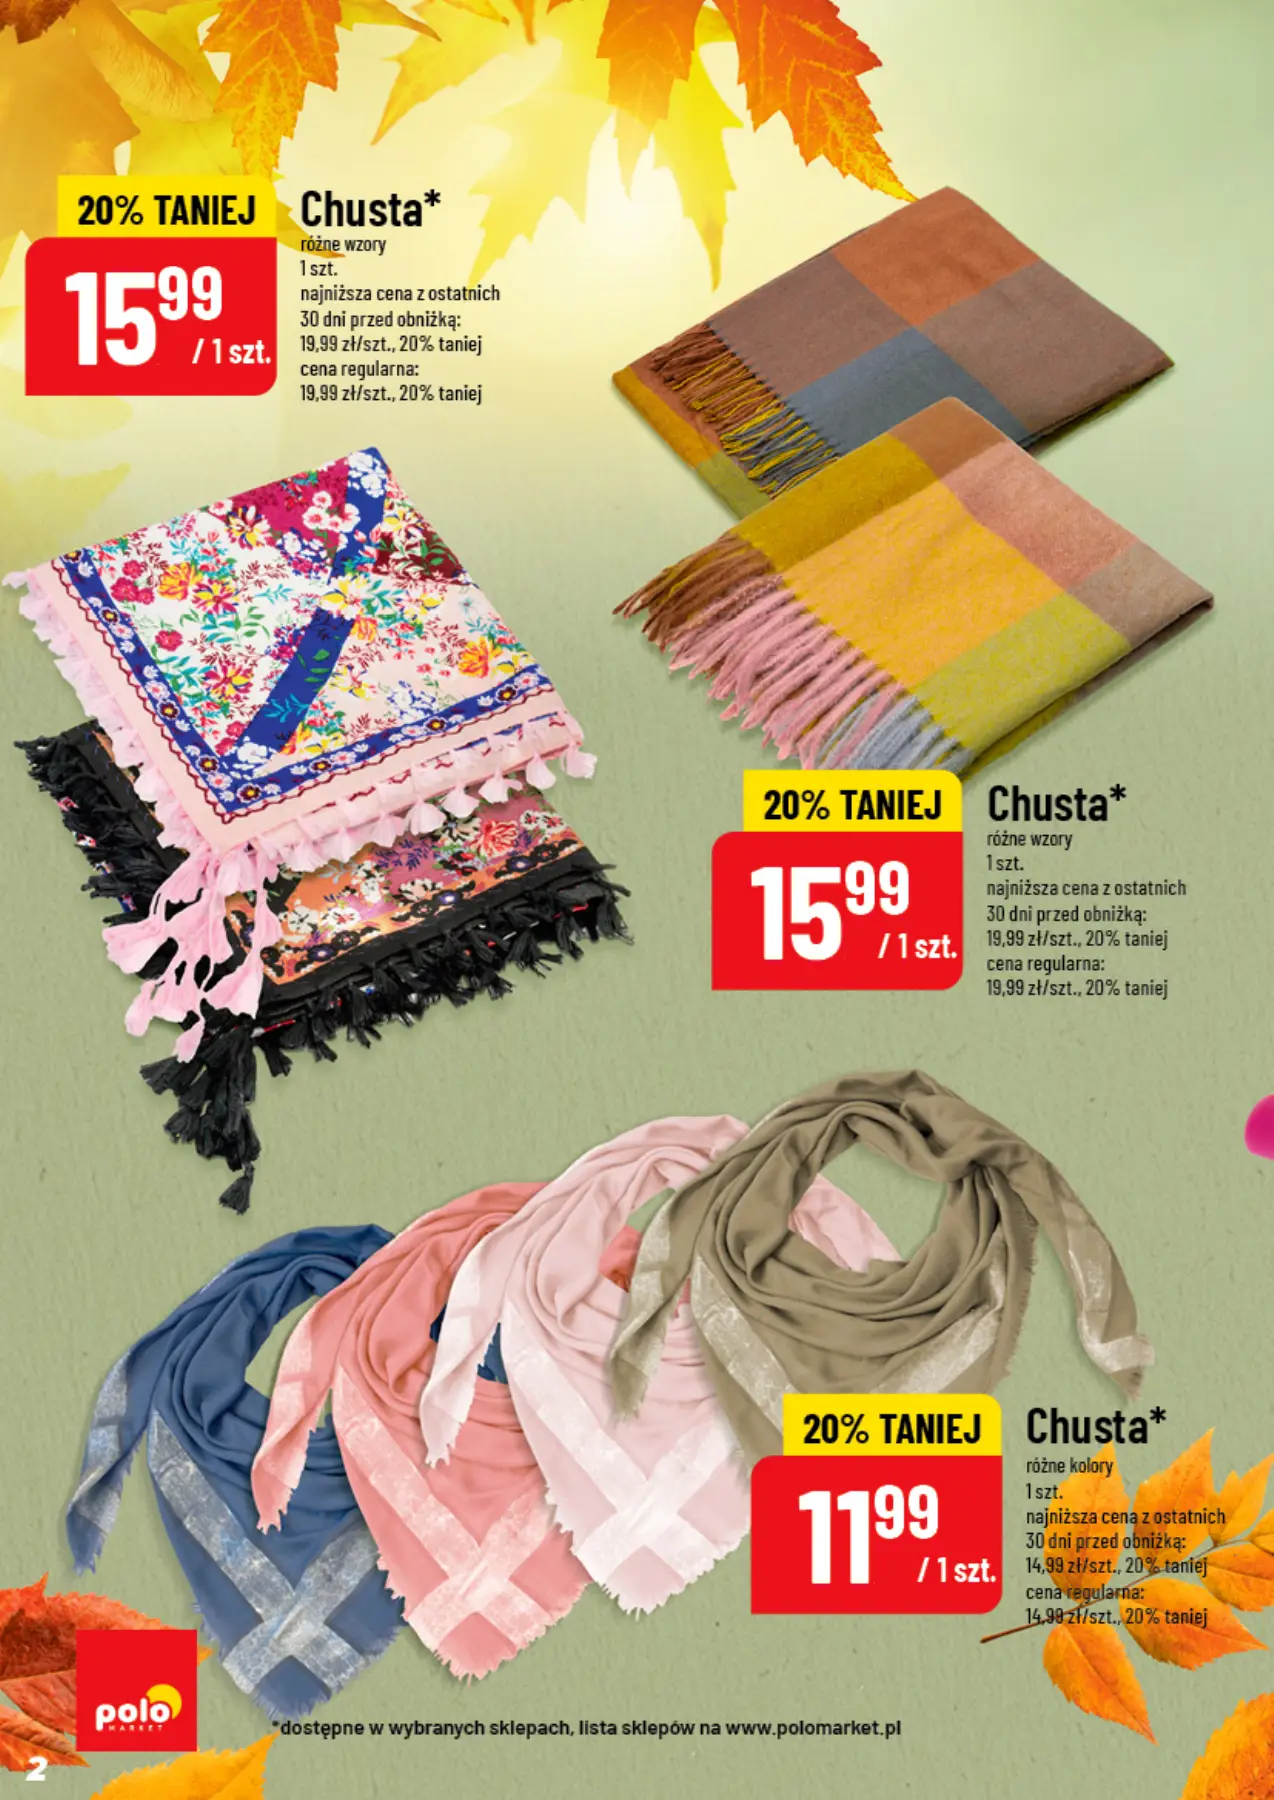 20% TANIEJ
15 99
/ 1 szt.
Chusta*
różne wzory
1 szt.
najniższa cena z ostatnich
30 dni przed obniżką:
19,99 zł/szt., 20% taniej
cena regularna:
19,99 zł/szt., 20% taniej
20% TANIEJ
15 99
/ 1 szt.
Chusta*
różne wzory
1 szt.
najniższa cena z ostatnich
30 dni przed obniżką:
19,99 zł/szt., 20% taniej
cena regularna:
19,99 zł/szt., 20% taniej
20% TANIEJ
11 99
/ 1 szt.
Chusta*
różne kolory
1 szt.
najniższa cena z ostatnich
30 dni przed obniżką:
14,99 zł/szt., 20% taniej
cena regularna:
14,99 zł/szt., 20% taniej
polo
MARKET
*dostępne w wybranych sklepach, lista sklepów na www.polomarket.pl
2